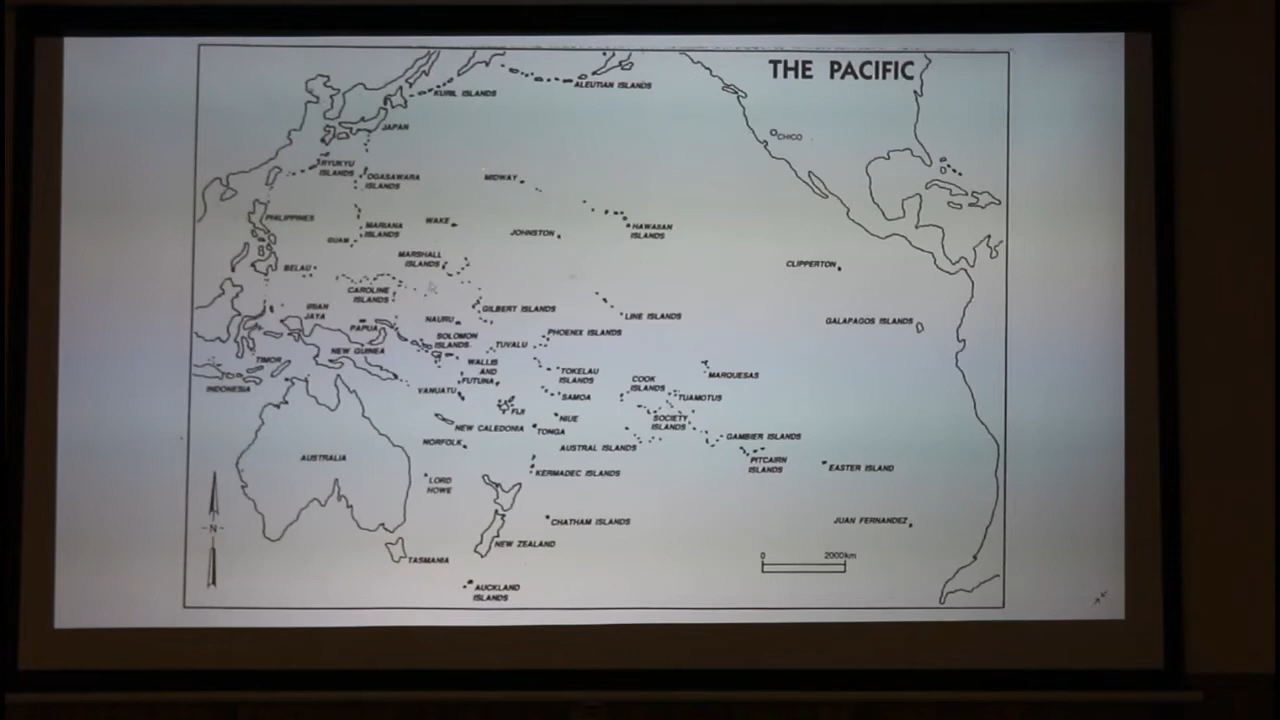 THE PACIFIC
KURIL ISLANDS
ALEUTIAN ISLANDS
JAPAN
CHICO
RYUKYU
ISLANDS
OGASAWARA
ISLANDS
MIDWAY
PHILIPPINES
MARIANA
ISLANDS
WAKE
HAWAIIAN
ISLANDS
JOHNSTON
GUAM
MARSHALL
ISLANDS
BELAU
CLIPPERTON
CAROLINE
ISLANDS
IRIAN
JAYA
GILBERT ISLANDS
LINE ISLANDS
NAURU
GALAPAGOS ISLANDS
PAPUA
NEW GUINEA
SOLOMON
ISLANDS
PHOENIX ISLANDS
TUVALU
TIMOR
WALLIS
AND
FUTUNA
TOKELAU
ISLANDS
COOK
ISLANDS
MARQUESAS
INDONESIA
VANUATU
SAMOA
TUAMOTUS
FIJI
NIUE
SOCIETY
ISLANDS
NEW CALEDONIA
TONGA
NORFOLK
AUSTRAL ISLANDS
GAMBIER ISLANDS
AUSTRALIA
PITCAIRN
ISLANDS
EASTER ISLAND
KERMADEC ISLANDS
LORD
HOWE
CHATHAM ISLANDS
JUAN FERNANDEZ
N
NEW ZEALAND
TASMANIA
0 2000km
AUCKLAND
ISLANDS